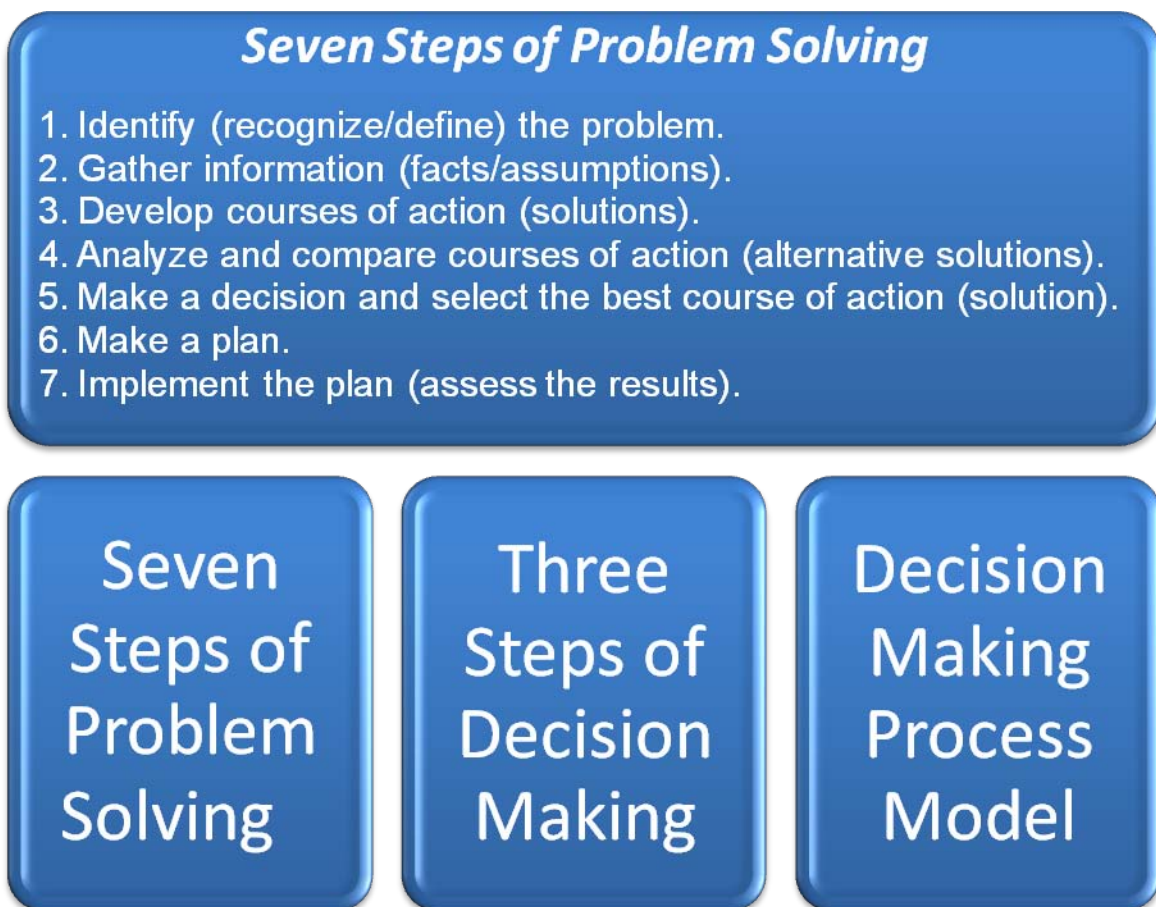 Seven Steps of Problem Solving
1. Identify (recognize/define) the problem.
2. Gather information (facts/assumptions).
3. Develop courses of action (solutions).
4. Analyze and compare courses of action (alternative solutions).
5. Make a decision and select the best course of action (solution).
6. Make a plan.
7. Implement the plan (assess the results).
Seven
Steps of
Problem
Solving
Three
Steps of
Decision
Making
Decision
Making
Process
Model